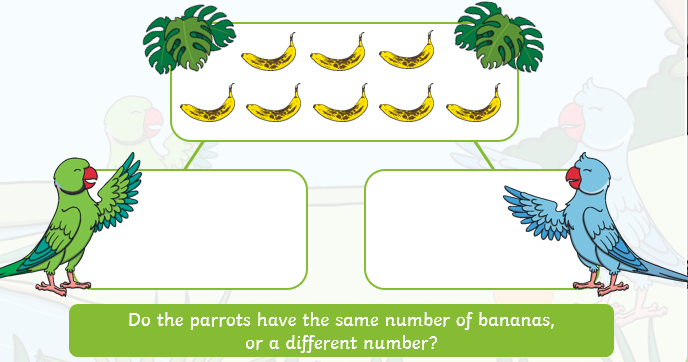 Do the parrots have the same number of bananas,
or a different number?